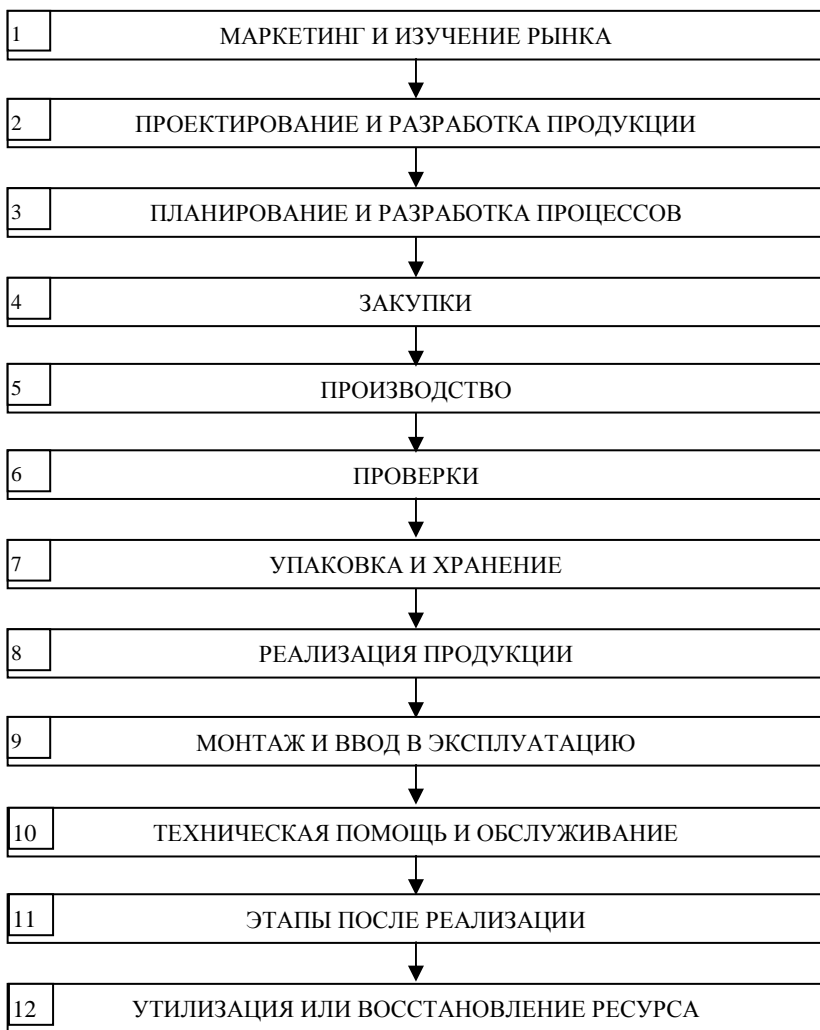 1 МАРКЕТИНГ И ИЗУЧЕНИЕ РЫНКА
2 ПРОЕКТИРОВАНИЕ И РАЗРАБОТКА ПРОДУКЦИИ
3 ПЛАНИРОВАНИЕ И РАЗРАБОТКА ПРОЦЕССОВ
4 ЗАКУПКИ
5 ПРОИЗВОДСТВО
6 ПРОВЕРКИ
7 УПАКОВКА И ХРАНЕНИЕ
8 РЕАЛИЗАЦИЯ ПРОДУКЦИИ
9 МОНТАЖ И ВВОД В ЭКСПЛУАТАЦИЮ
10 ТЕХНИЧЕСКАЯ ПОМОЩЬ И ОБСЛУЖИВАНИЕ
11 ЭТАПЫ ПОСЛЕ РЕАЛИЗАЦИИ
12 УТИЛИЗАЦИЯ ИЛИ ВОССТАНОВЛЕНИЕ РЕСУРСА